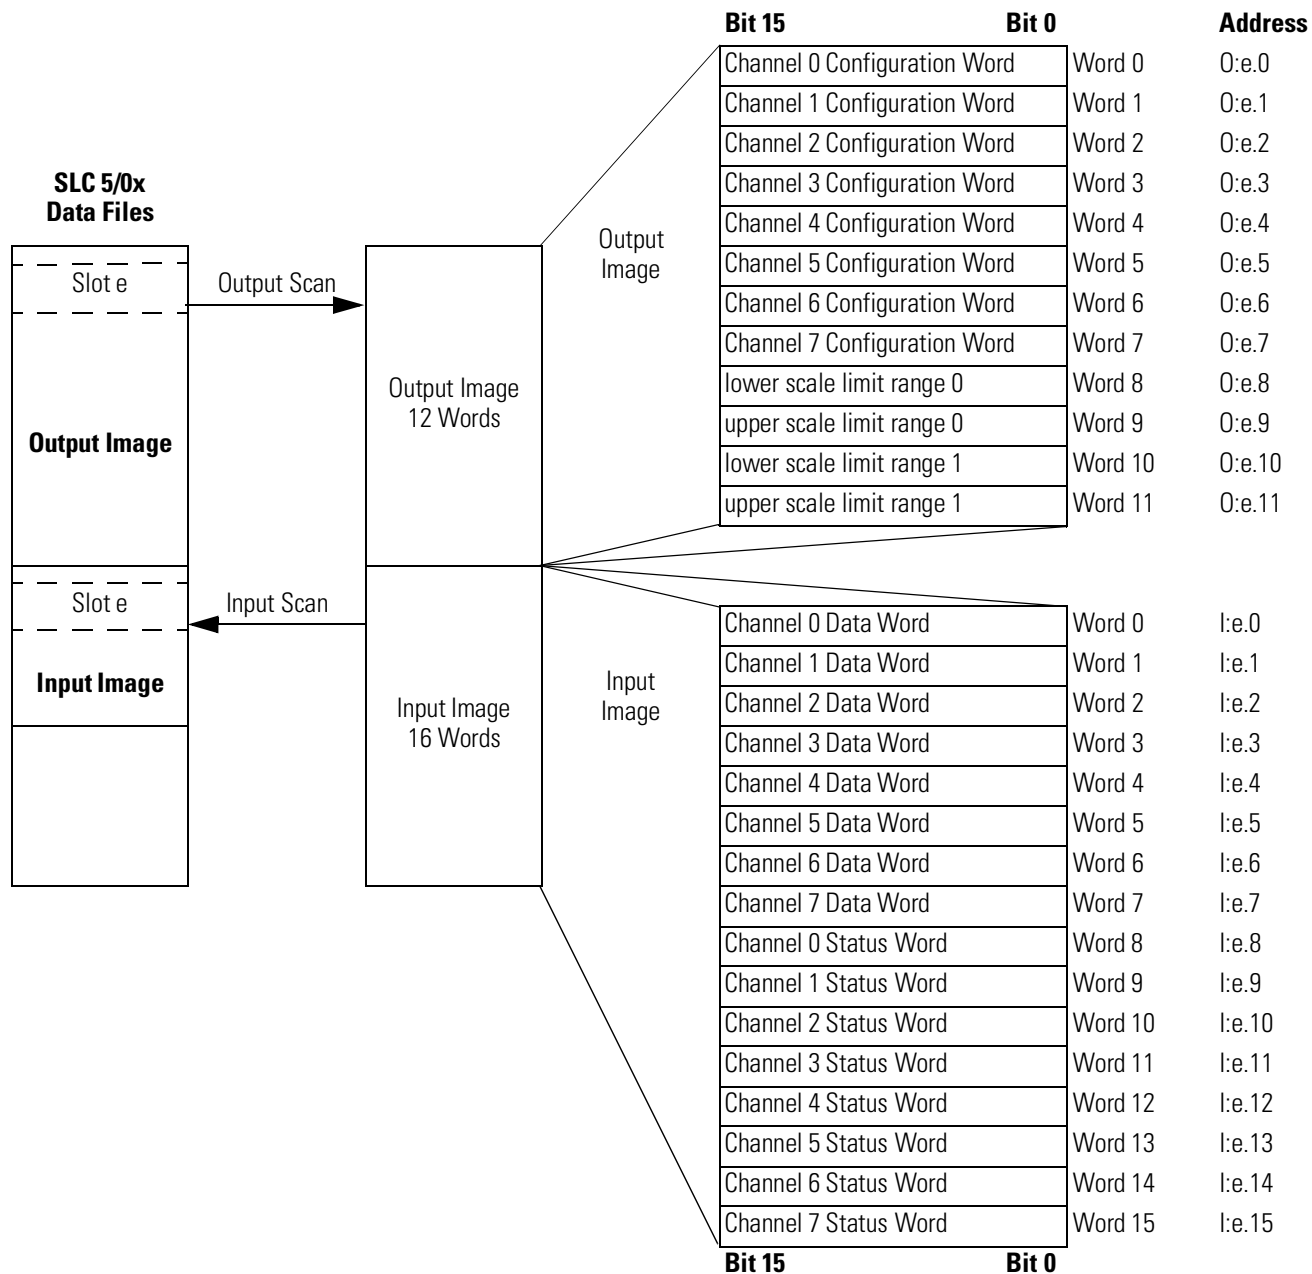 SLC 5/0x
Data Files
Slot e
Output Image
Slot e
Input Image
Output Scan
Input Scan
Output Image
12 Words
Input Image
16 Words
Output
Image
Input
Image
Bit 15 Bit 0 Address
Channel 0 Configuration Word Word 0 O:e.0
Channel 1 Configuration Word Word 1 O:e.1
Channel 2 Configuration Word Word 2 O:e.2
Channel 3 Configuration Word Word 3 O:e.3
Channel 4 Configuration Word Word 4 O:e.4
Channel 5 Configuration Word Word 5 O:e.5
Channel 6 Configuration Word Word 6 O:e.6
Channel 7 Configuration Word Word 7 O:e.7
lower scale limit range 0 Word 8 O:e.8
upper scale limit range 0 Word 9 O:e.9
lower scale limit range 1 Word 10 O:e.10
upper scale limit range 1 Word 11 O:e.11
Channel 0 Data Word Word 0 I:e.0
Channel 1 Data Word Word 1 I:e.1
Channel 2 Data Word Word 2 I:e.2
Channel 3 Data Word Word 3 I:e.3
Channel 4 Data Word Word 4 I:e.4
Channel 5 Data Word Word 5 I:e.5
Channel 6 Data Word Word 6 I:e.6
Channel 7 Data Word Word 7 I:e.7
Channel 0 Status Word Word 8 I:e.8
Channel 1 Status Word Word 9 I:e.9
Channel 2 Status Word Word 10 I:e.10
Channel 3 Status Word Word 11 I:e.11
Channel 4 Status Word Word 12 I:e.12
Channel 5 Status Word Word 13 I:e.13
Channel 6 Status Word Word 14 I:e.14
Channel 7 Status Word Word 15 I:e.15
Bit 15 Bit 0